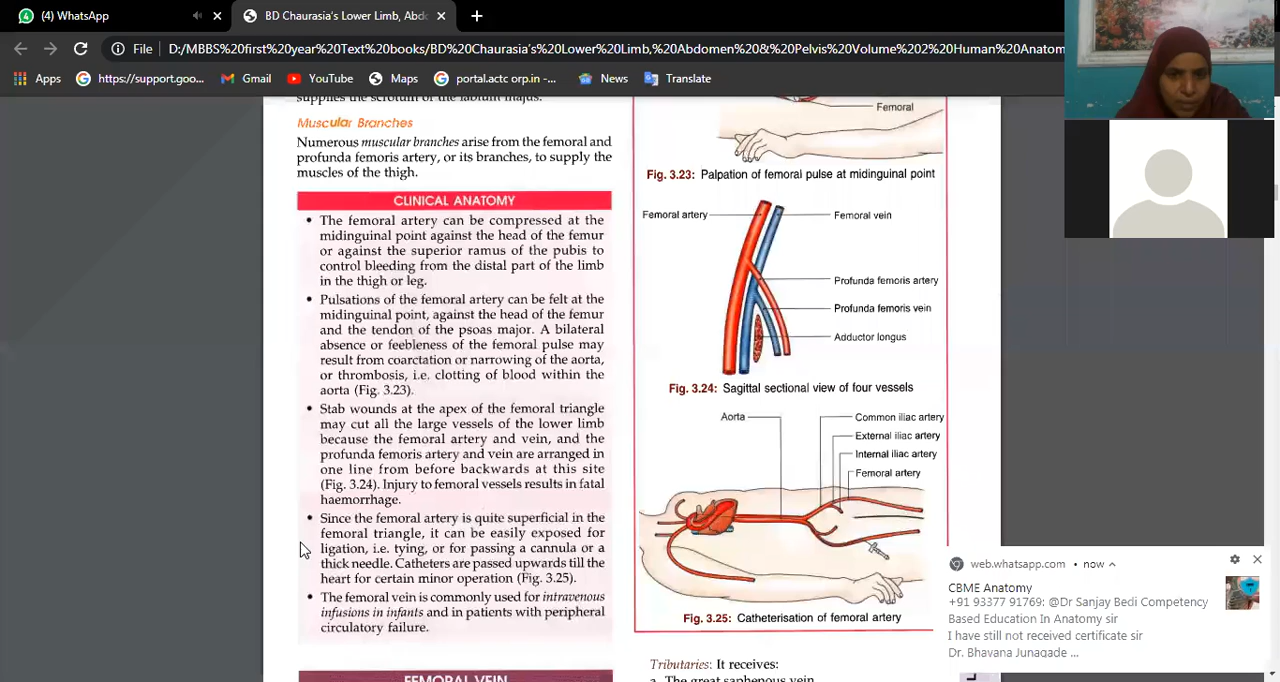 (4) WhatsApp
BD Chaurasia's Lower Limb, Abdo
File
D:/MBBS%20first%20year%20Text%20books/BD%20Chaurasia's%20Lower%20Limb,%20Abdomen%20&%20Pelvis%20Volume%202%20Human%20Anatom
Apps
https://support.goo...
Gmail
YouTube
Maps
portal.actc orp.in -...
News
Translate
supplies the scrotum or the labium majus.
Muscular Branches
Numerous muscular branches arise from the femoral and
profunda femoris artery, or its branches, to supply the
muscles of the thigh.
CLINICAL ANATOMY
• The femoral artery can be compressed at the
midinguinal point against the head of the femur
or against the superior ramus of the pubis to
control bleeding from the distal part of the limb
in the thigh or leg.
• Pulsations of the femoral artery can be felt at the
midinguinal point, against the head of the femur
and the tendon of the psoas major. A bilateral
absence or feebleness of the femoral pulse may
result from coarctation or narrowing of the aorta,
or thrombosis, i.e. clotting of blood within the
aorta (Fig. 3.23).
• Stab wounds at the apex of the femoral triangle
may cut all the large vessels of the lower limb
because the femoral artery and vein, and the
profunda femoris artery and vein are arranged in
one line from before backwards at this site
(Fig. 3.24). Injury to femoral vessels results in fatal
haemorrhage.
• Since the femoral artery is quite superficial in the
femoral triangle, it can be easily exposed for
ligation, i.e. tying, or for passing a cannula or a
thick needle. Catheters are passed upwards till the
heart for certain minor operation (Fig. 3.25).
• The femoral vein is commonly used for intravenous
infusions in infants and in patients with peripheral
circulatory failure.
FEMORAL VEIN
Femoral
Fig. 3.23: Palpation of femoral pulse at midinguinal point
Femoral artery
Femoral vein
Profunda femoris artery
Profunda femoris vein
Adductor longus
Fig. 3.24: Sagittal sectional view of four vessels
Aorta
Common iliac artery
External iliac artery
Internal iliac artery
Femoral artery
Fig. 3.25: Catheterisation of femoral artery
Tributaries: It receives:
a. The great saphenous vein
web.whatsapp.com • now
CBME Anatomy
+91 93377 91769: @Dr Sanjay Bedi Competency
Based Education In Anatomy sir
I have still not received certificate sir
Dr. Bhavana Junagade ...